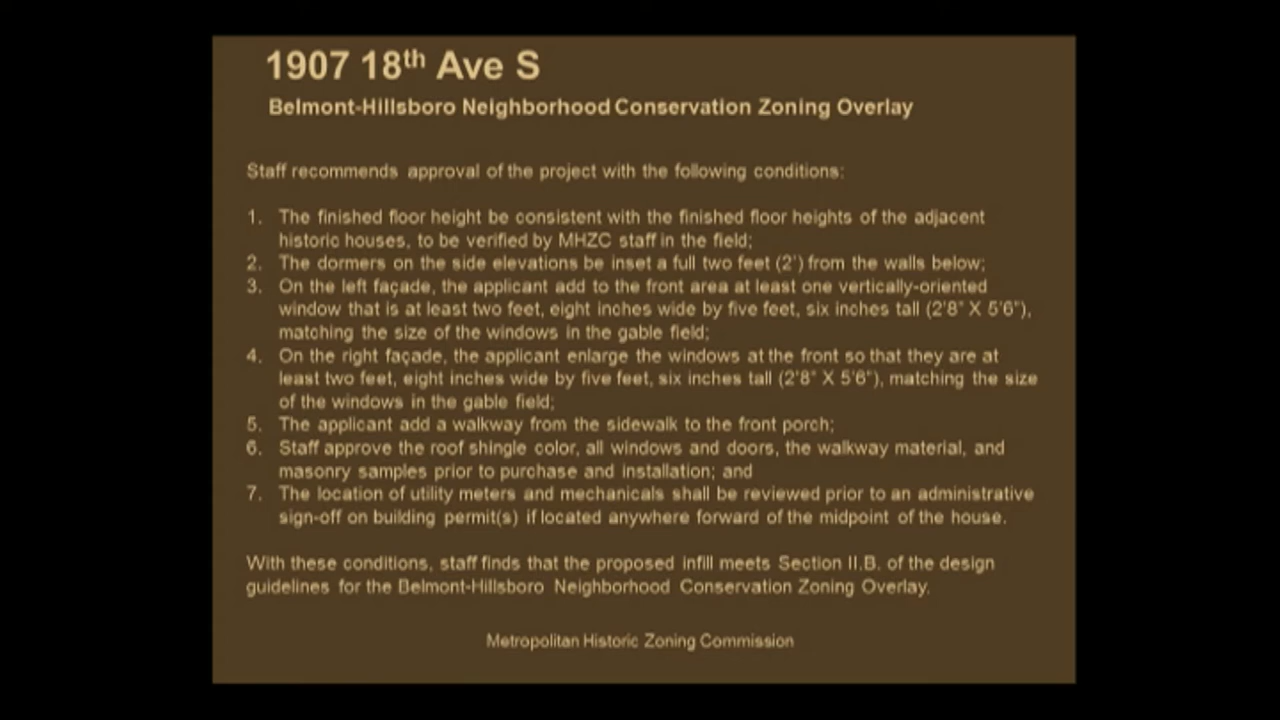 1907 18th Ave S
Belmont-Hillsboro Neighborhood Conservation Zoning Overlay
Staff recommends approval of the project with the following conditions:
1. The finished floor height be consistent with the finished floor heights of the adjacent
historic houses, to be verified by MHZC staff in the field;
2. The dormers on the side elevations be inset a full two feet (2') from the walls below;
3. On the left façade, the applicant add to the front area at least one vertically-oriented
window that is at least two feet, eight inches wide by five feet, six inches tall (2'8" X 5'6"),
matching the size of the windows in the gable field;
4. On the right façade, the applicant enlarge the windows at the front so that they are at
least two feet, eight inches wide by five feet, six inches tall (2'8" X 5'6"), matching the size
of the windows in the gable field;
5. The applicant add a walkway from the sidewalk to the front porch;
6. Staff approve the roof shingle color, all windows and doors, the walkway material, and
masonry samples prior to purchase and installation; and
7. The location of utility meters and mechanicals shall be reviewed prior to an administrative
sign-off on building permit(s) if located anywhere forward of the midpoint of the house.
With these conditions, staff finds that the proposed infill meets Section II.B. of the design
guidelines for the Belmont-Hillsboro Neighborhood Conservation Zoning Overlay.
Metropolitan Historic Zoning Commission